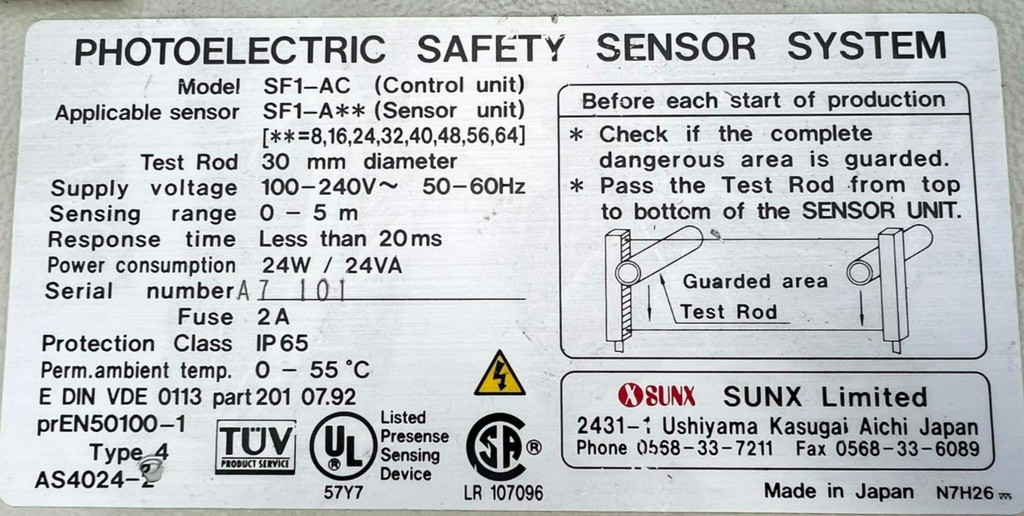 PHOTOELECTRIC SAFETY SENSOR SYSTEM
Model SF1-AC (Control unit)
Applicable sensor SF1-A** (Sensor unit)
[**=8,16,24,32,40,48,56,64]
Test Rod 30 mm diameter
Supply voltage 100-240V~ 50-60Hz
Sensing range 0 - 5 m
Response time Less than 20ms
Power consumption 24W / 24VA
Serial number A7 101
Fuse 2A
Protection Class IP65
Perm.ambient temp. 0 - 55 °C
E DIN VDE 0113 part 201 07.92
prEN50100-1
Type 4
AS4024-2
TÜV
PRODUCT SERVICE
UL ®
Listed
Presense
Sensing
Device
57Y7
SA ®
LR 107096
Before each start of production
* Check if the complete
dangerous area is guarded.
* Pass the Test Rod from top
to bottom of the SENSOR UNIT.
Guarded area
Test Rod
SUNX SUNX Limited
2431-1 Ushiyama Kasugai Aichi Japan
Phone 0568-33-7211 Fax 0568-33-6089
Made in Japan N7H26